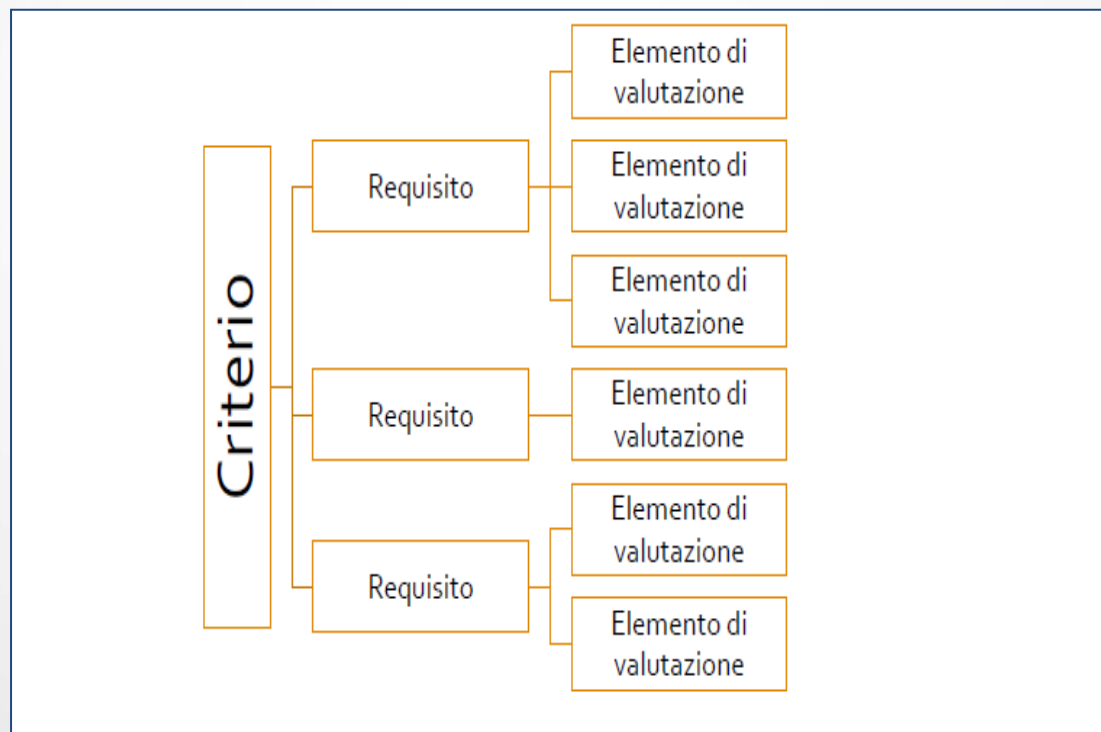 Criterio
Requisito
Elemento di
valutazione
Elemento di
valutazione
Elemento di
valutazione
Requisito
Elemento di
valutazione
Requisito
Elemento di
valutazione
Elemento di
valutazione